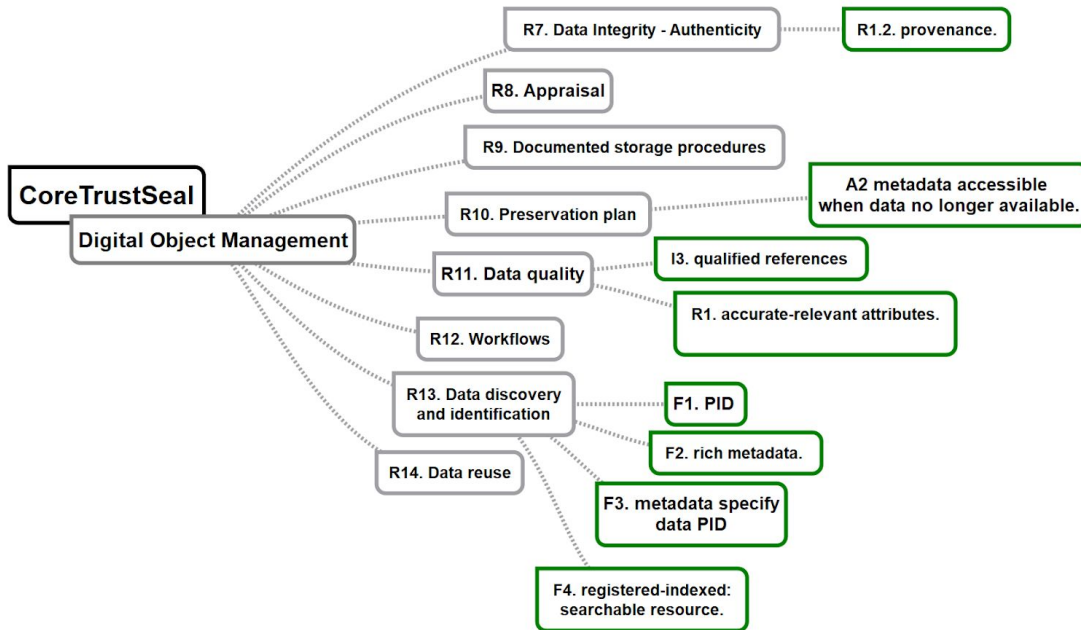 R7. Data Integrity - Authenticity
R1.2. provenance.
R8. Appraisal
R9. Documented storage procedures
CoreTrustSeal
Digital Object Management
R10. Preservation plan
A2 metadata accessible
when data no longer available.
R11. Data quality
I3. qualified references
R1. accurate-relevant attributes.
R12. Workflows
R13. Data discovery
and identification
F1. PID
F2. rich metadata.
R14. Data reuse
F3. metadata specify
data PID
F4. registered-indexed:
searchable resource.